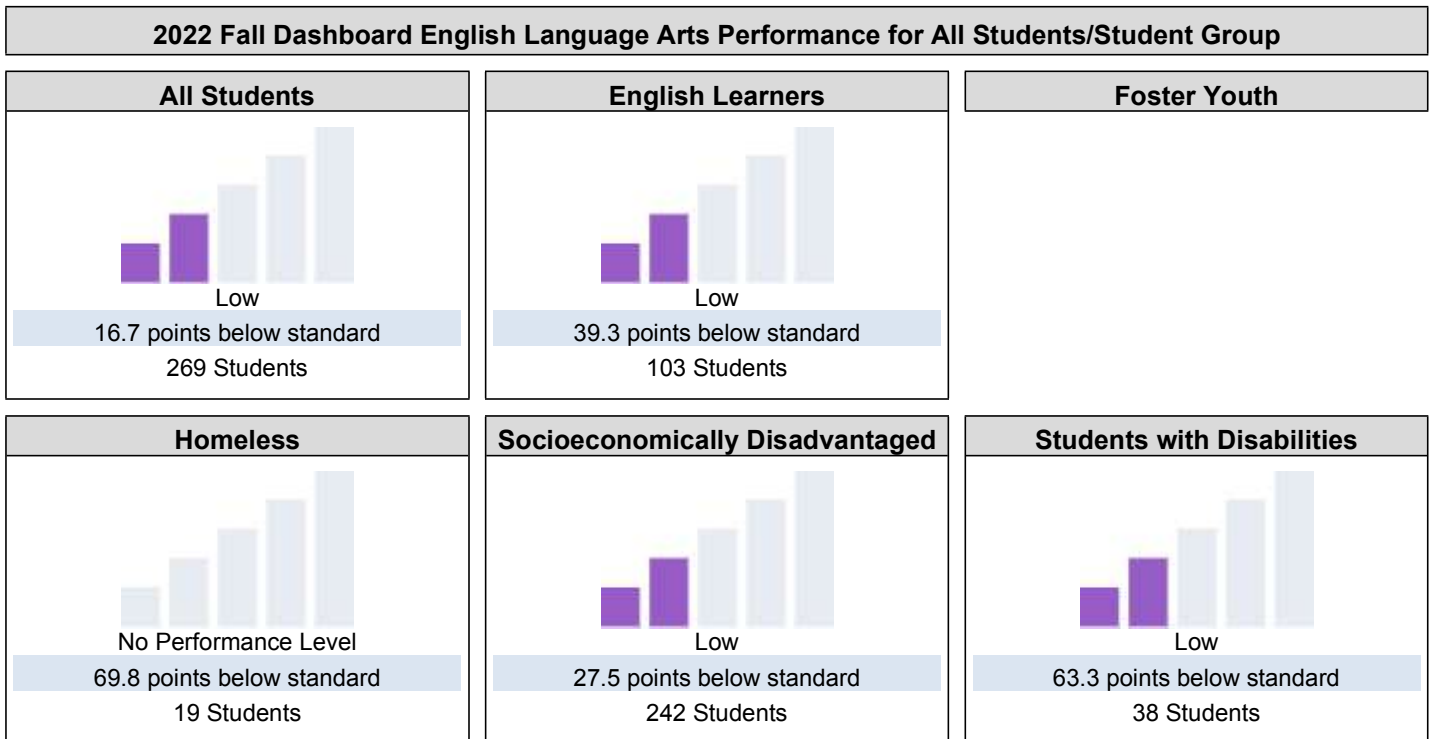 2022 Fall Dashboard English Language Arts Performance for All Students/Student Group
All Students
Low
16.7 points below standard
269 Students
English Learners
Low
39.3 points below standard
103 Students
Foster Youth
Homeless
No Performance Level
69.8 points below standard
19 Students
Socioeconomically Disadvantaged
Low
27.5 points below standard
242 Students
Students with Disabilities
Low
63.3 points below standard
38 Students